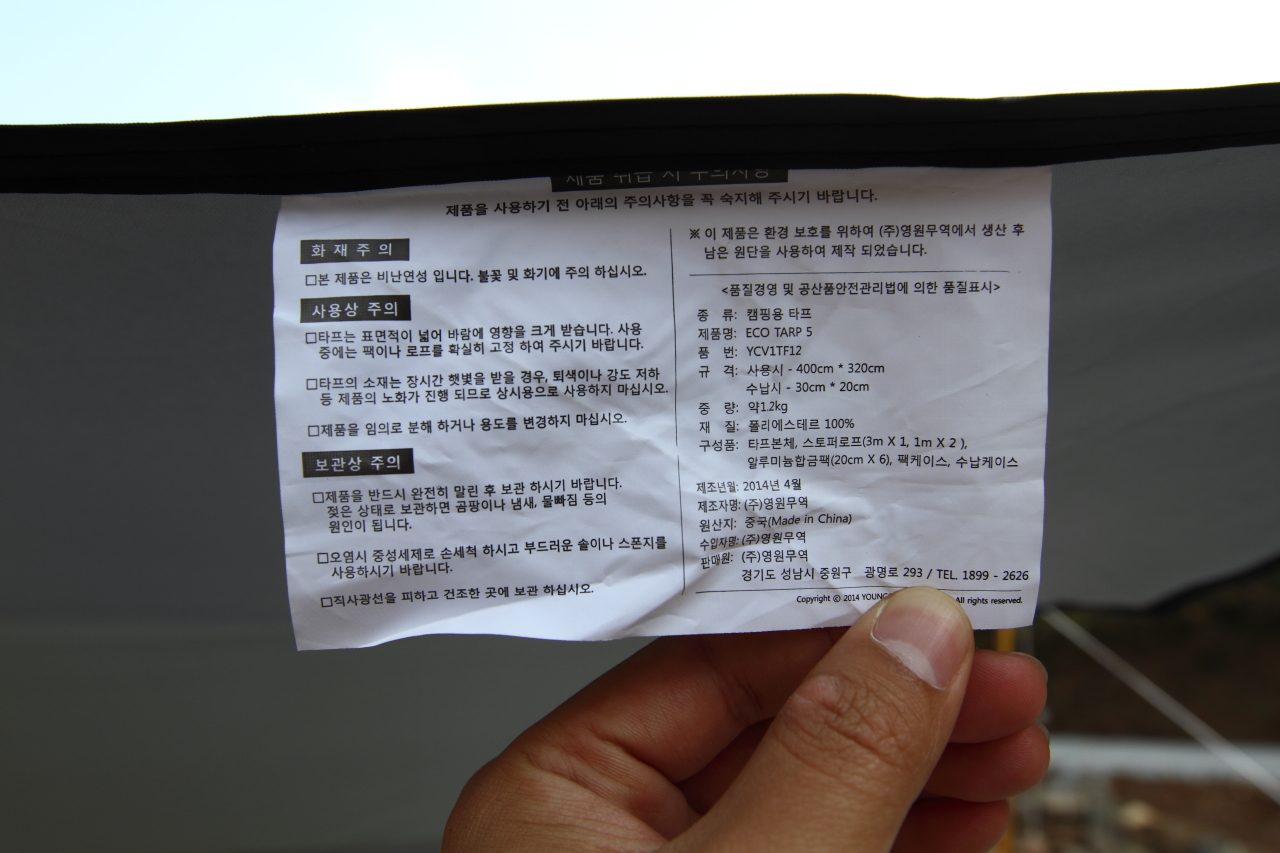 제품 취급 시 주의사항
제품을 사용하기 전 아래의 주의사항을 꼭 숙지해 주시기 바랍니다.
화 재 주 의
□본 제품은 비난연성 입니다. 불꽃 및 화기에 주의 하십시오.
사용상 주의
□타프는 표면적이 넓어 바람에 영향을 크게 받습니다. 사용
중에는 팩이나 로프를 확실히 고정 하여 주시기 바랍니다.
□타프의 소재는 장시간 햇볕을 받을 경우, 퇴색이나 강도 저하
등 제품의 노화가 진행 되므로 상시용으로 사용하지 마십시오.
□제품을 임의로 분해 하거나 용도를 변경하지 마십시오.
보관상 주의
□제품을 반드시 완전히 말린 후 보관 하시기 바랍니다.
젖은 상태로 보관하면 곰팡이나 냄새, 물빠짐 등의
원인이 됩니다.
□오염시 중성세제로 손세척 하시고 부드러운 솔이나 스폰지를
사용하시기 바랍니다.
□직사광선을 피하고 건조한 곳에 보관 하십시오.
※ 이 제품은 환경 보호를 위하여 (주)영원무역에서 생산 후
남은 원단을 사용하여 제작 되었습니다.
<품질경영 및 공산품안전관리법에 의한 품질표시>
종 류: 캠핑용 타프
제품명: ECO TARP 5
품 번: YCV1TF12
규 격: 사용시 - 400cm * 320cm
수납시 - 30cm * 20cm
중 량: 약1.2kg
재 질: 폴리에스테르 100%
구성품: 타프본체, 스토퍼로프(3m X 1, 1m X 2 ),
알루미늄합금팩(20cm X 6), 팩케이스, 수납케이스
제조년월: 2014년 4월
제조자명: (주)영원무역
원산지: 중국(Made in China)
수입자명: (주)영원무역
판매원: (주)영원무역
경기도 성남시 중원구 광명로 293 / TEL. 1899 - 2626
Copyright ⓒ 2014 All rights reserved.